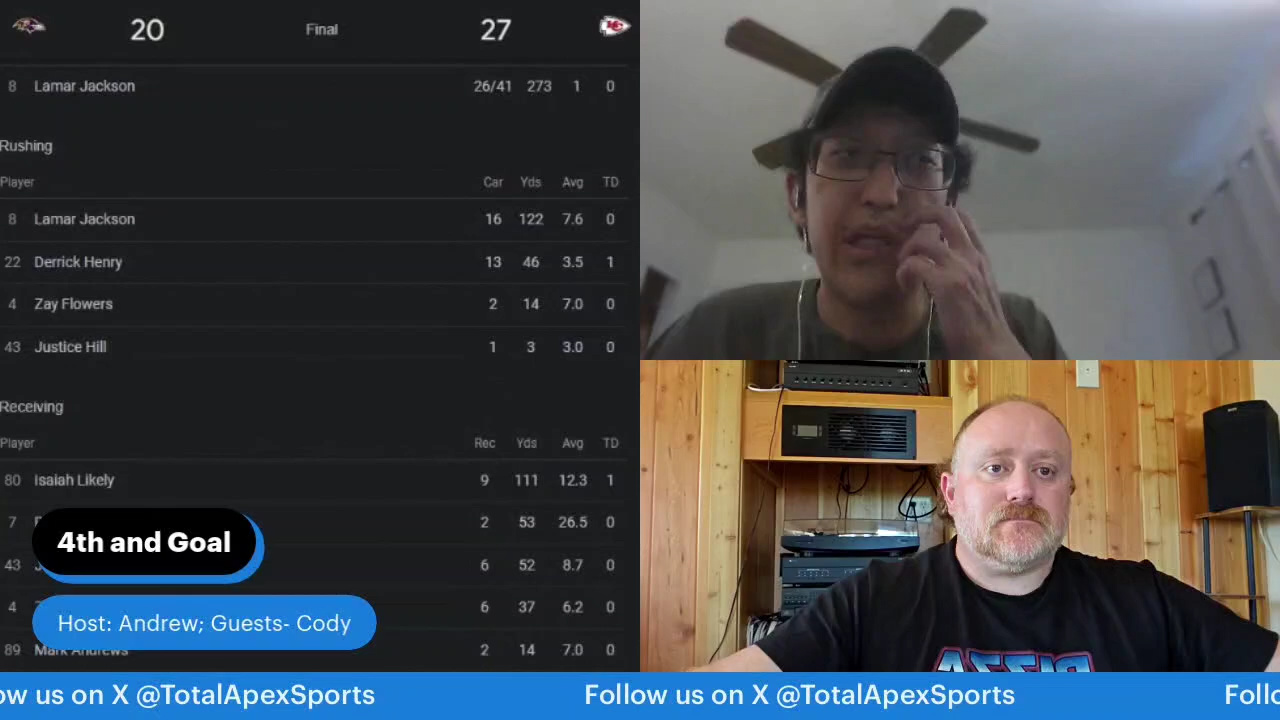 20 Final 27
8 Lamar Jackson 26/41 273 1 0
Rushing
Player Car Yds Avg TD
8 Lamar Jackson 16 122 7.6 0
22 Derrick Henry 13 46 3.5 1
4 Zay Flowers 2 14 7.0 0
43 Justice Hill 1 3 3.0 0
Receiving
Player Rec Yds Avg TD
80 Isaiah Likely 9 111 12.3 1
7 2 53 26.5 0
43 6 52 8.7 0
4 6 37 6.2 0
89 Mark Andrews 2 14 7.0 0
4th and Goal
Host: Andrew; Guests- Cody
PIZZA
ow us on X @TotalApexSports Follow us on X @TotalApexSports Follo